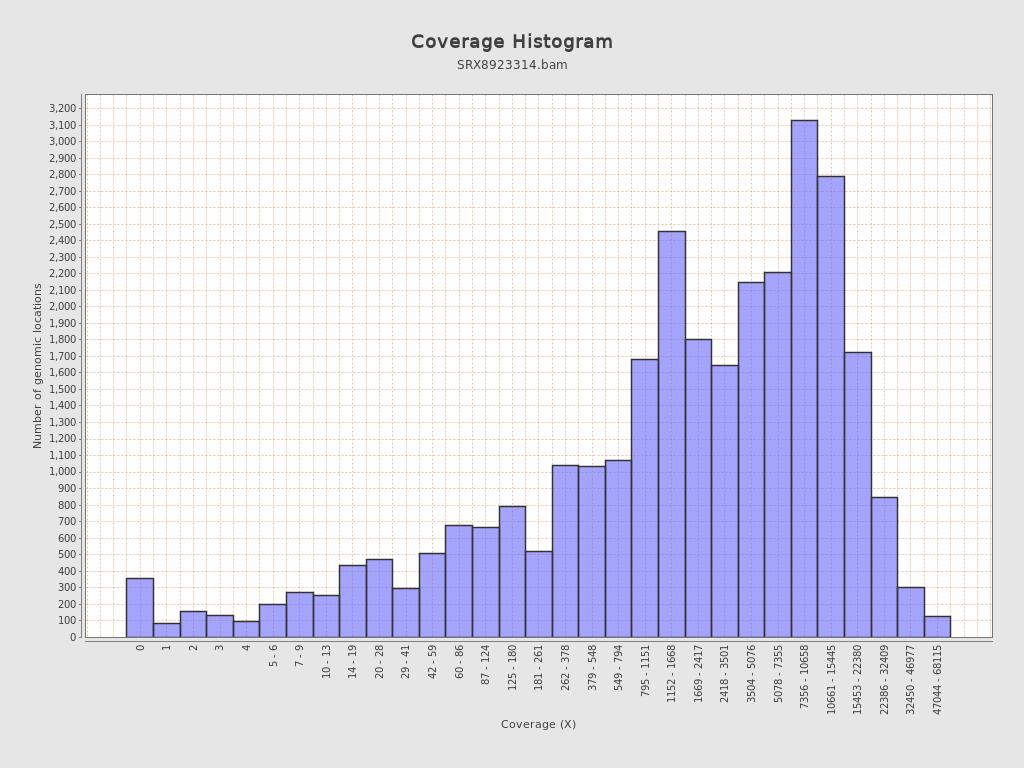 Coverage Histogram
SRX8923314.bam
Number of genomic locations
3,200
3,100
3,000
2,900
2,800
2,700
2,600
2,500
2,400
2,300
2,200
2,100
2,000
1,900
1,800
1,700
1,600
1,500
1,400
1,300
1,200
1,100
1,000
900
800
700
600
500
400
300
200
100
0
0
1
2
3
4
5 - 6
7 - 9
10 - 13
14 - 19
20 - 28
29 - 41
42 - 59
60 - 86
87 - 124
125 - 180
181 - 261
262 - 378
379 - 548
549 - 794
795 - 1151
1152 - 1668
1669 - 2417
2418 - 3501
3504 - 5076
5078 - 7355
7356 - 10658
10661 - 15445
15453 - 22380
22386 - 32409
32450 - 46977
47044 - 68115
Coverage (X)